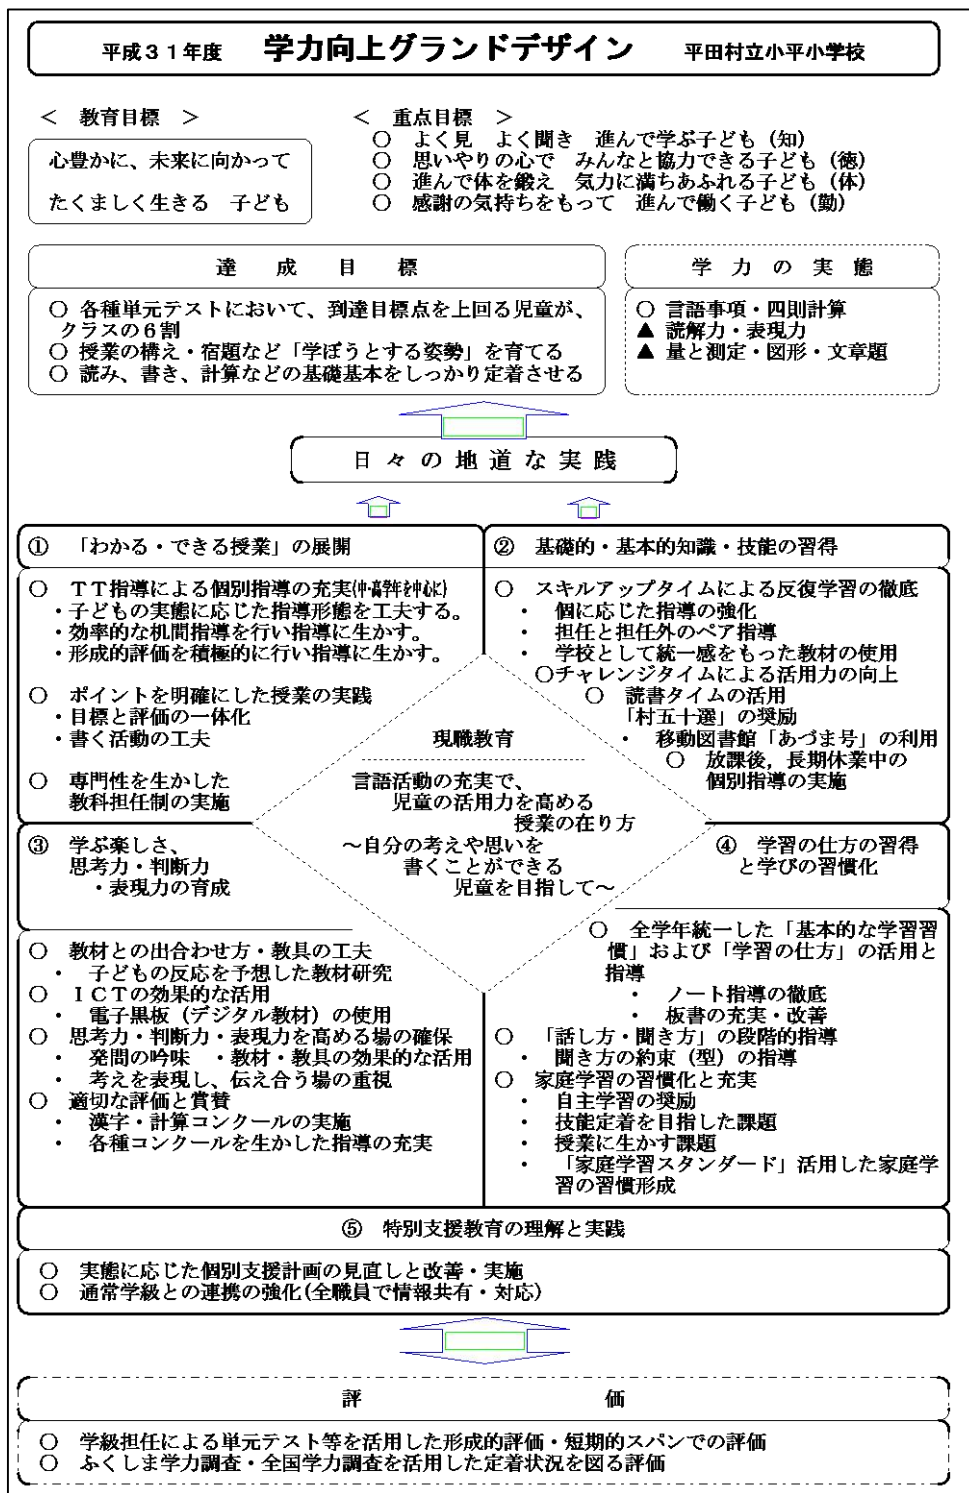 平成３１年度　学力向上グランドデザイン　平田村立小平小学校
＜　教育目標　＞
心豊かに、未来に向かって
たくましく生きる　子ども
＜　重点目標　＞
○　よく見　よく聞き　進んで学ぶ子ども（知）
○　思いやりの心で　みんなと協力できる子ども（徳）
○　進んで体を鍛え　気力に満ちあふれる子ども（体）
○　感謝の気持ちをもって　進んで働く子ども（勤）
達　成　目　標
○ 各種単元テストにおいて、到達目標点を上回る児童が、
クラスの６割
○ 授業の構え・宿題など「学ぼうとする姿勢」を育てる
○ 読み、書き、計算などの基礎基本をしっかり定着させる
学　力　の　実　態
○ 言語事項・四則計算
▲ 読解力・表現力
▲ 量と測定・図形・文章題
日々の地道な実践
①　「わかる・できる授業」の展開
○　ＴＴ指導による個別指導の充実(中・高学年を中心に)
・子どもの実態に応じた指導形態を工夫する。
・効率的な机間指導を行い指導に生かす。
・形成的評価を積極的に行い指導に生かす。
○　ポイントを明確にした授業の実践
・目標と評価の一体化
・書く活動の工夫
○　専門性を生かした
教科担任制の実施
②　基礎的・基本的知識・技能の習得
○　スキルアップタイムによる反復学習の徹底
・　個に応じた指導の強化
・　担任と担任外のペア指導
・　学校として統一感をもった教材の使用
○チャレンジタイムによる活用力の向上
○　読書タイムの活用
「村五十選」の奨励
・　移動図書館「あづま号」の利用
○　放課後，長期休業中の
個別指導の実施
現職教育
言語活動の充実で、
児童の活用力を高める
授業の在り方
～自分の考えや思いを
書くことができる
児童を目指して～
③　学ぶ楽しさ、
思考力・判断力
・表現力の育成
○　教材との出合わせ方・教具の工夫
・　子どもの反応を予想した教材研究
○　ＩＣＴの効果的な活用
・　電子黒板（デジタル教材）の使用
○　思考力・判断力・表現力を高める場の確保
・　発問の吟味　・教材・教具の効果的な活用
・　考えを表現し、伝え合う場の重視
○　適切な評価と賞賛
・　漢字・計算コンクールの実施
・　各種コンクールを生かした指導の充実
④　学習の仕方の習得
と学びの習慣化
○　全学年統一した「基本的な学習習
慣」および「学習の仕方」の活用と
指導
・　ノート指導の徹底
・　板書の充実・改善
○　「話し方・聞き方」の段階的指導
・　聞き方の約束（型）の指導
○　家庭学習の習慣化と充実
・　自主学習の奨励
・　技能定着を目指した課題
・　授業に生かす課題
・　「家庭学習スタンダード」活用した家庭学
習の習慣形成
⑤　特別支援教育の理解と実践
○　実態に応じた個別支援計画の見直しと改善・実施
○　通常学級との連携の強化(全職員で情報共有・対応)
評　価
○　学級担任による単元テスト等を活用した形成的評価・短期的スパンでの評価
○　ふくしま学力調査・全国学力調査を活用した定着状況を図る評価